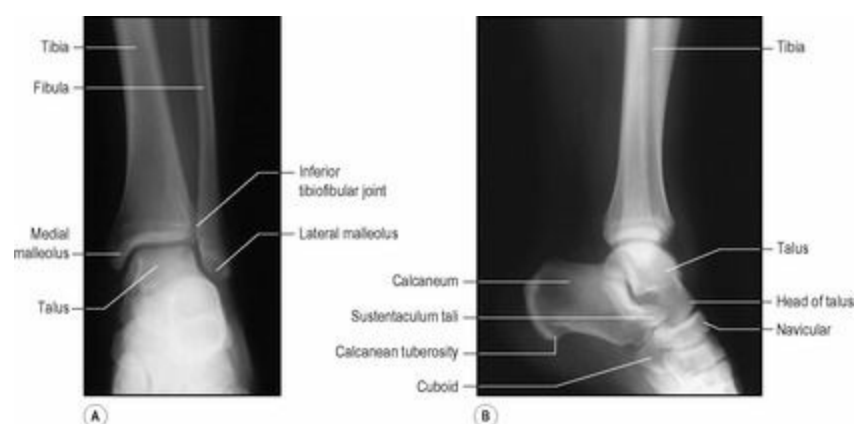 Tibia
Fibula
Inferior
tibiofibular joint
Medial
malleolus
Lateral malleolus
Talus
A
Tibia
Talus
Calcaneum
Head of talus
Sustentaculum tali
Navicular
Calcanean tuberosity
Cuboid
B